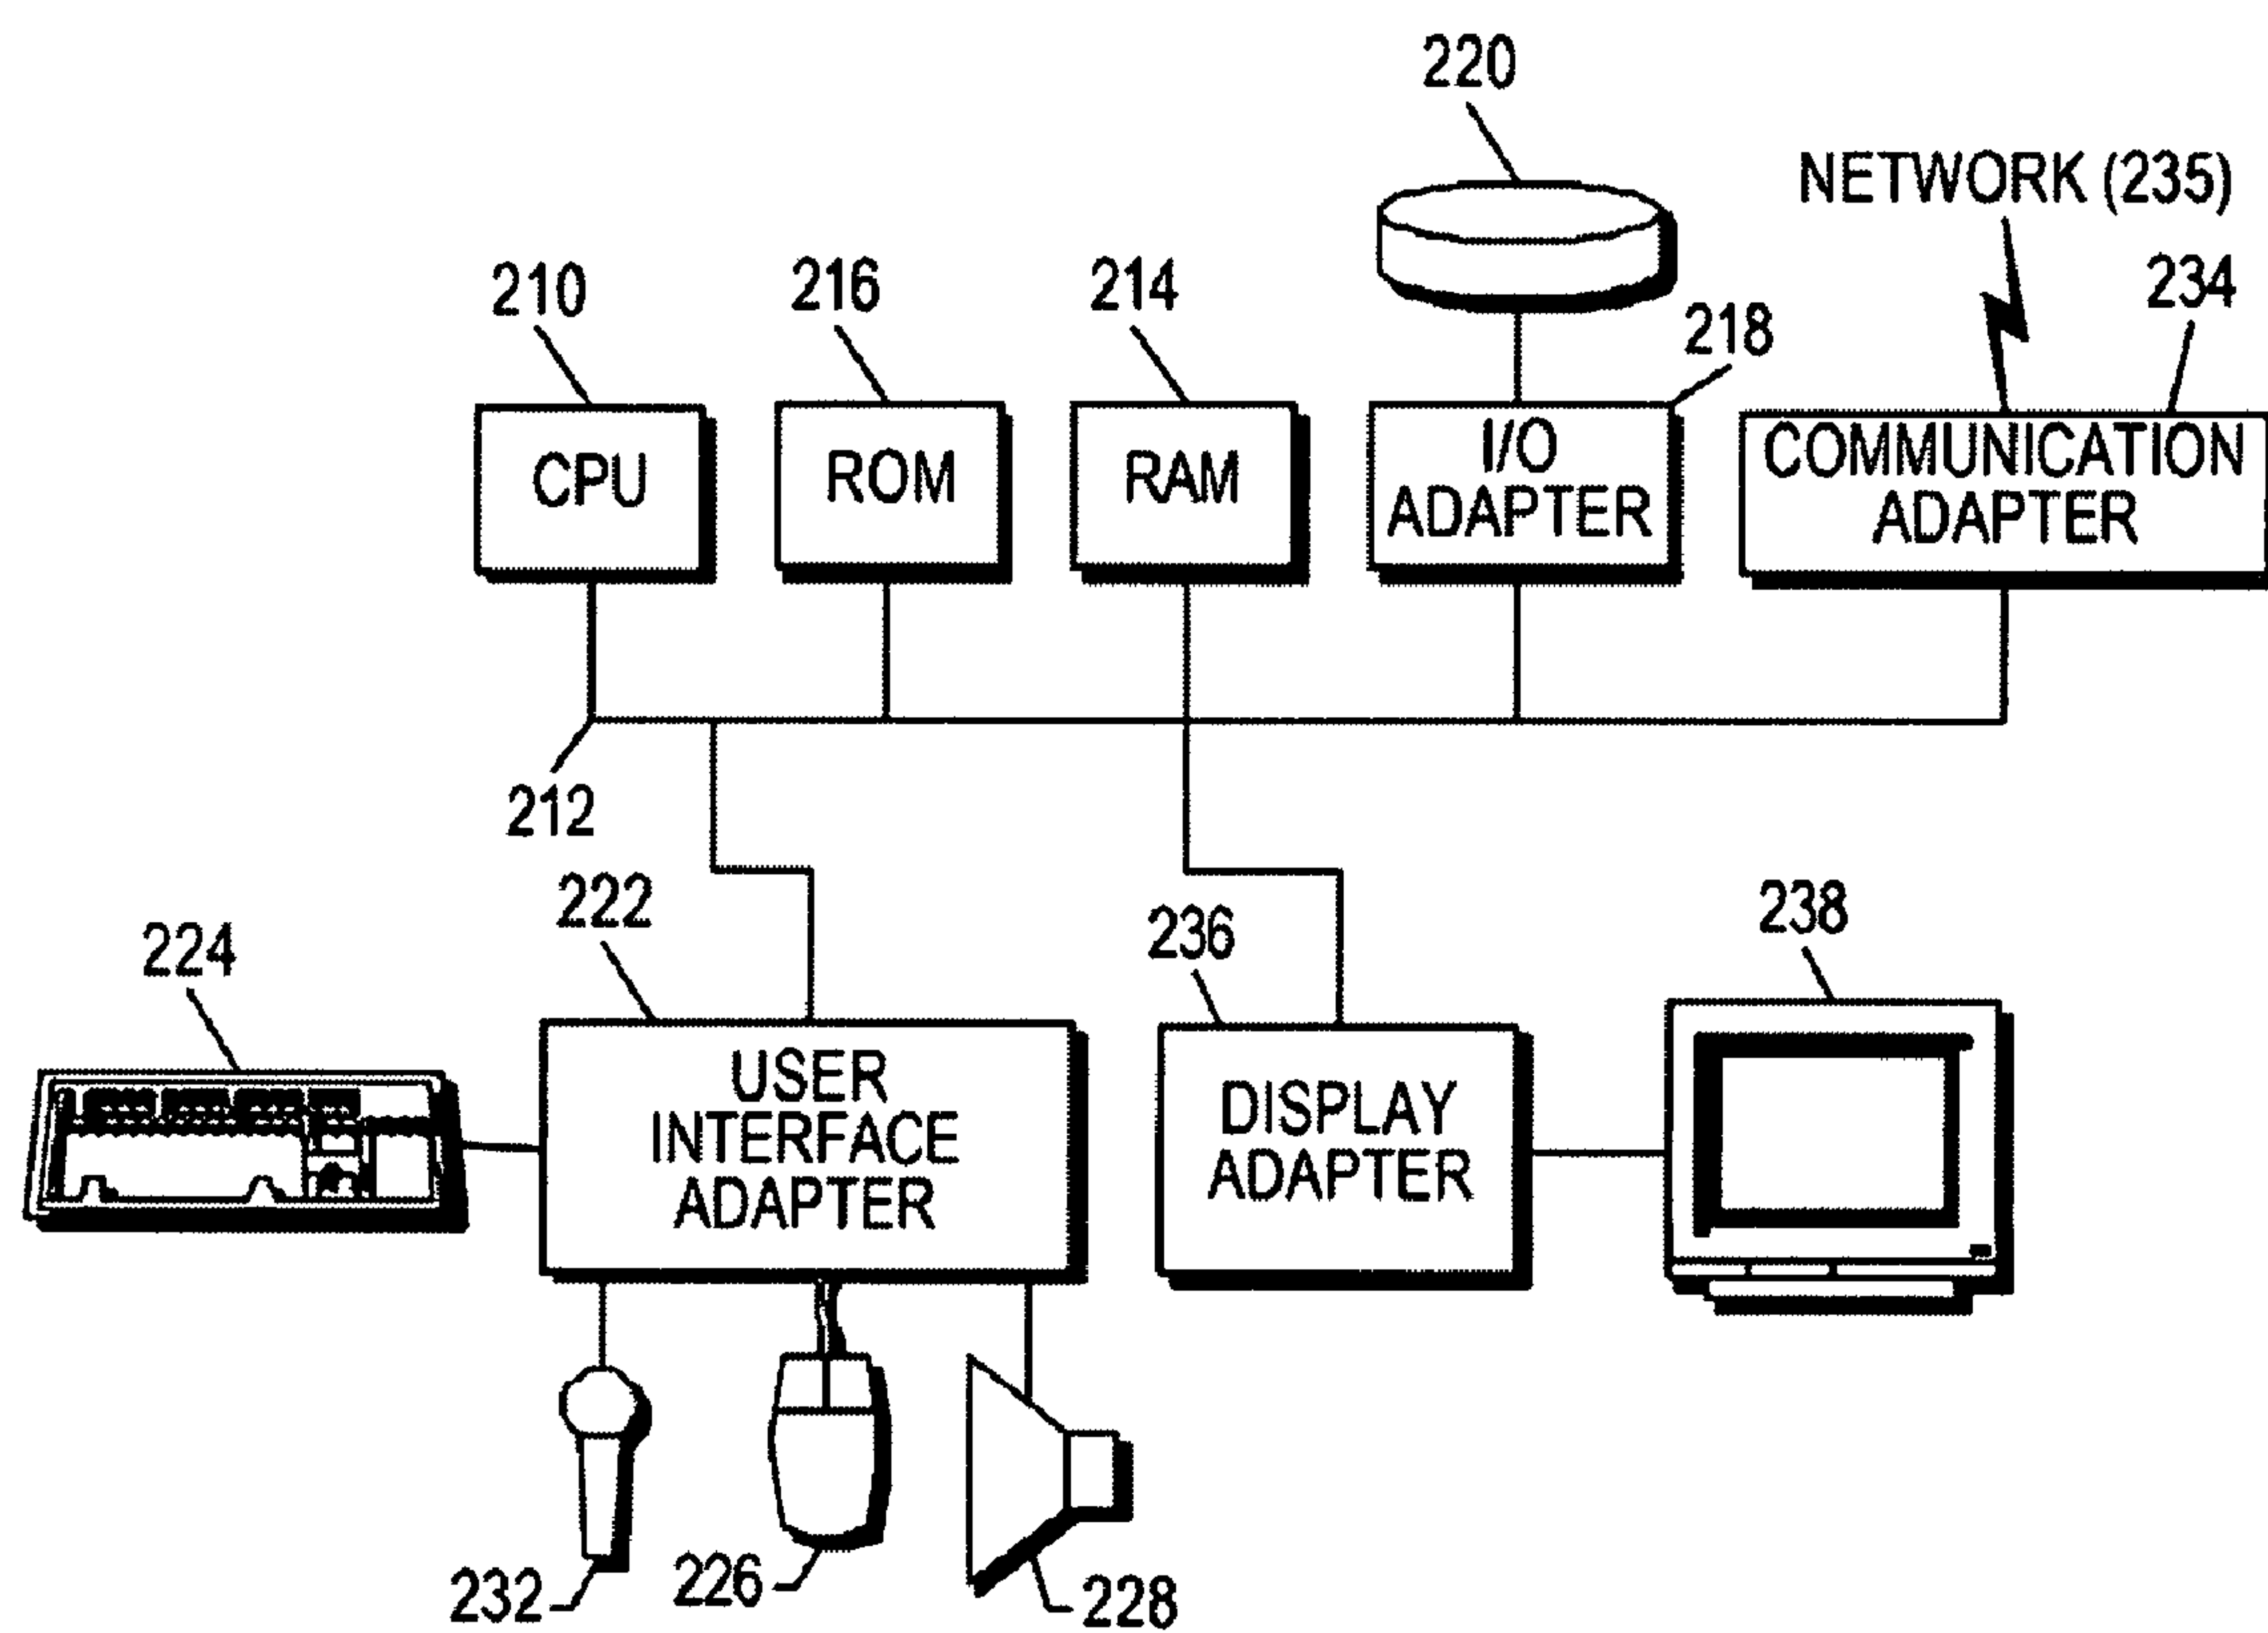 220
NETWORK (235)
210
216
214
218
234
CPU
ROM
RAM
I/O
ADAPTER
COMMUNICATION
ADAPTER
212
222
224
236
238
USER
INTERFACE
ADAPTER
DISPLAY
ADAPTER
232
226
228